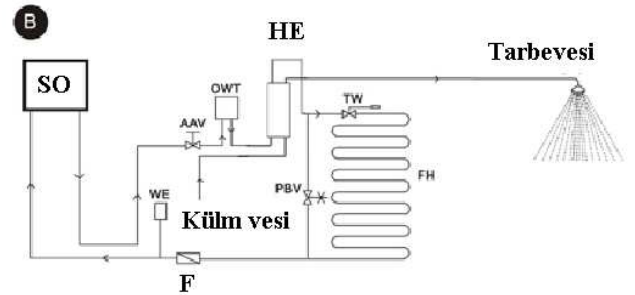 B
HE
Tarbevesi
SO
OWT
TW
AAV
WE
PBV
FH
Külm vesi
F